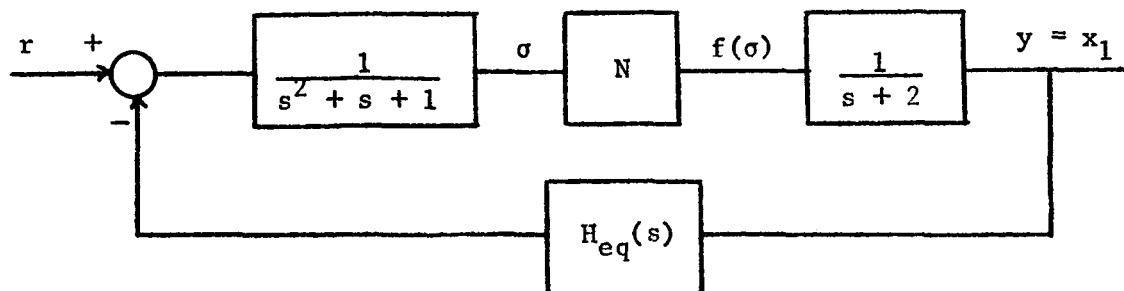 r
+
−
1
s² + s + 1
σ
N
f(σ)
1
s + 2
y = x₁
H_eq(s)